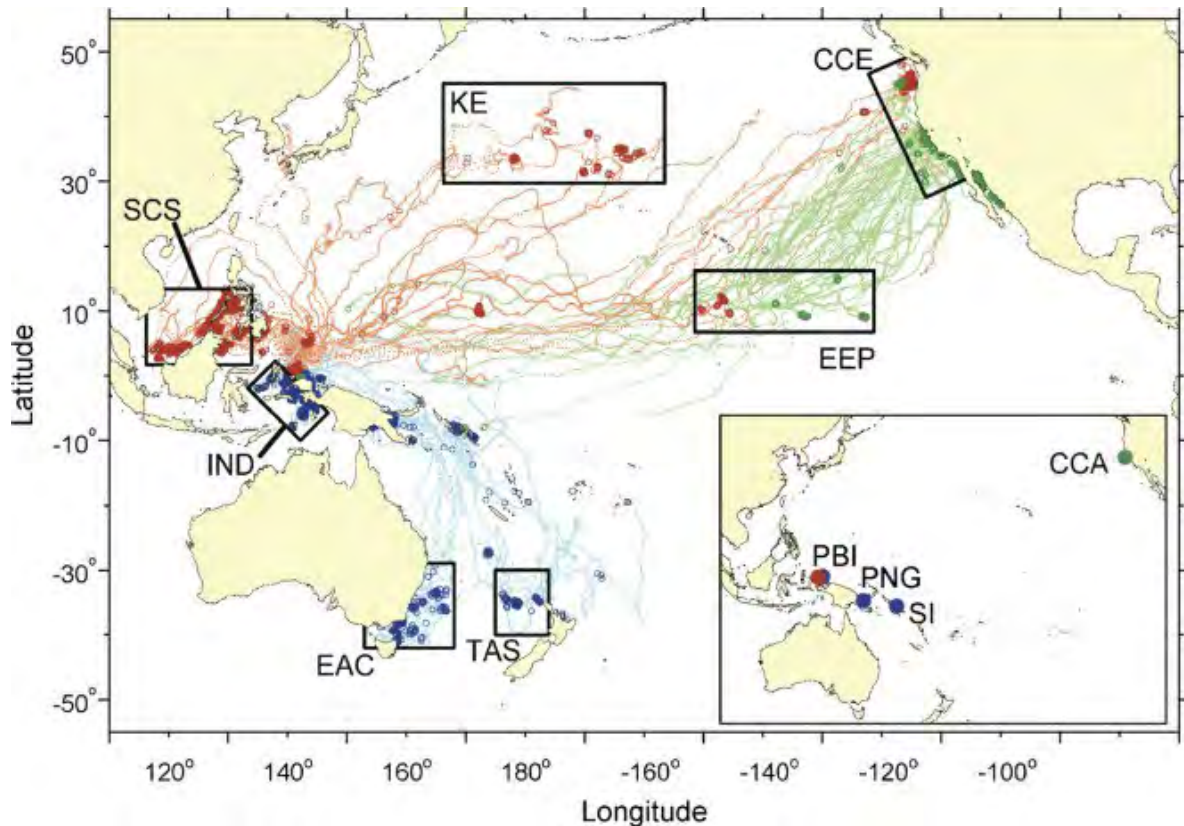 50°
CCE
KE
30°
SCS
10°
EEP
Latitude
-10°
IND
CCA
PBI
PNG
SI
-30°
EAC
TAS
-50°
120° 140° 160° 180° -160° -140° -120° -100°
Longitude